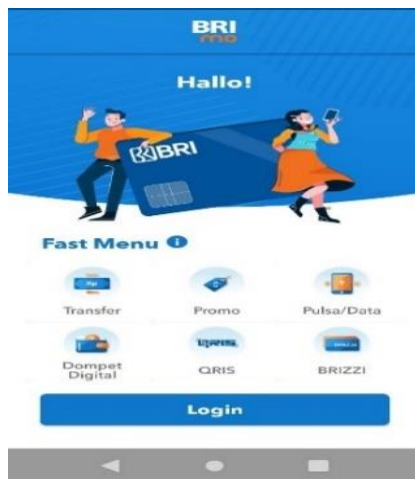 BRI
mo
Hallo!
BRI
Fast Menu
Transfer
Promo
Pulsa/Data
Dompet
Digital
QRIS
BRIZZI
Login